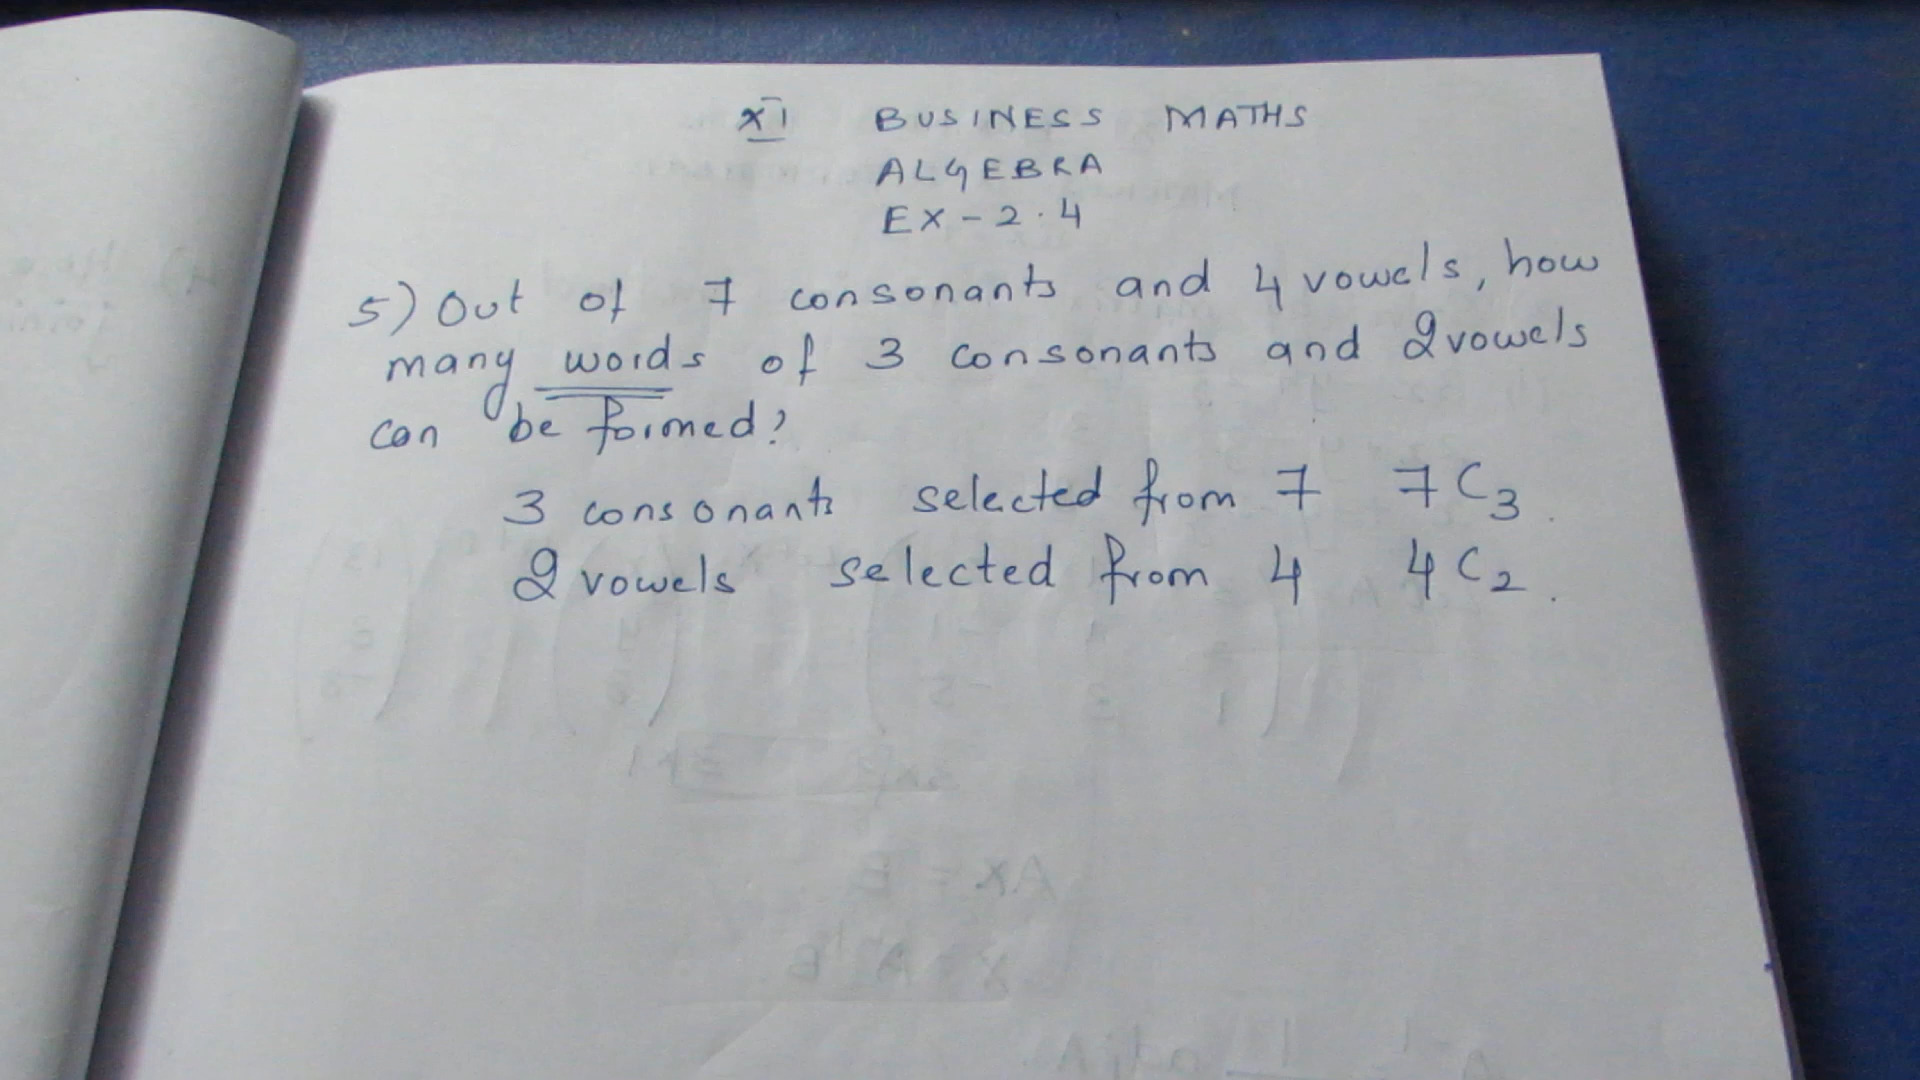 XI BUSINESS MATHS
ALGEBRA
EX - 2.4
5) Out of 7 consonants and 4 vowels, how
many words of 3 consonants and 2 vowels
can be formed?
3 consonants selected from 7 7C3.
2 vowels selected from 4 4C2.